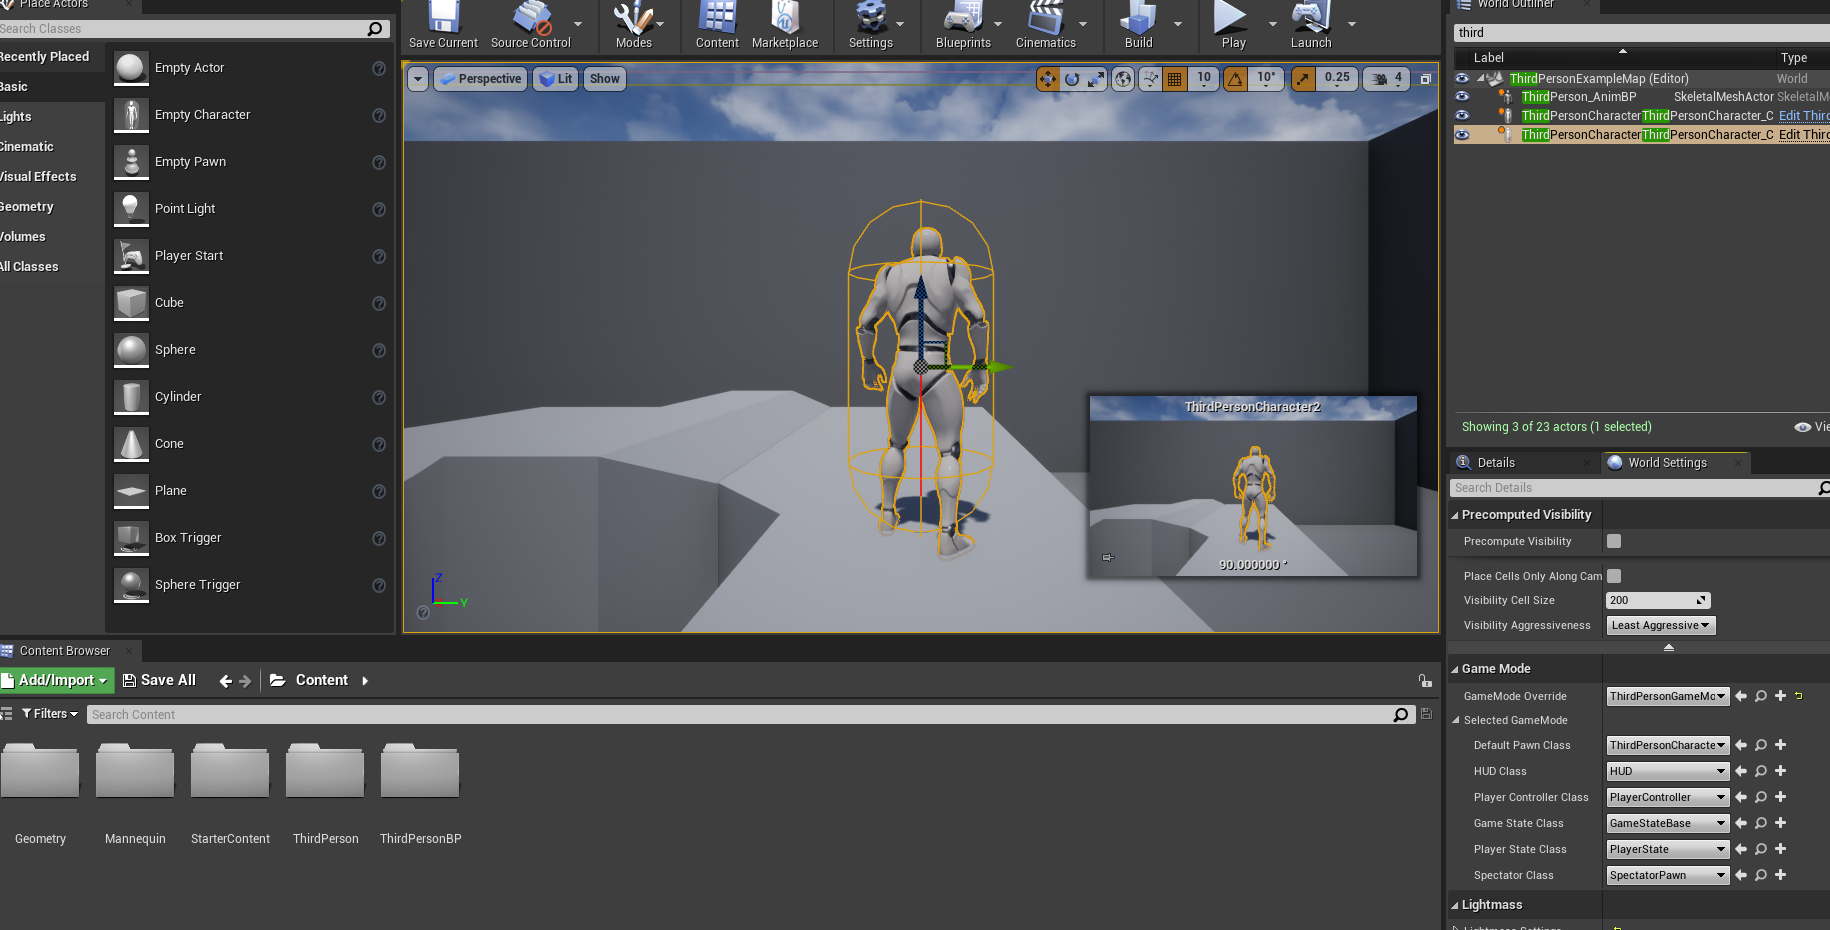 Place Actors
Search Classes
Recently Placed
Basic
Lights
Cinematic
Visual Effects
Geometry
Volumes
All Classes
Empty Actor
Empty Character
Empty Pawn
Point Light
Player Start
Cube
Sphere
Cylinder
Cone
Plane
Box Trigger
Sphere Trigger
Save Current
Source Control
Modes
Content
Marketplace
Settings
Blueprints
Cinematics
Build
Play
Launch
Perspective
Lit
Show
10
10°
0.25
4
ThirdPersonCharacter2
90.000000 °
Z
Y
World Outliner
third
Label Type
ThirdPersonExampleMap (Editor) World
ThirdPerson_AnimBP SkeletalMeshActor SkeletalM
ThirdPersonCharacter ThirdPersonCharacter_C Edit Thir
ThirdPersonCharacter ThirdPersonCharacter_C Edit Thir
Showing 3 of 23 actors (1 selected)
Vie
Details
World Settings
Search Details
Precomputed Visibility
Precompute Visibility
Place Cells Only Along Cam
Visibility Cell Size 200
Visibility Aggressiveness Least Aggressive
Game Mode
GameMode Override ThirdPersonGameMo
Selected GameMode
Default Pawn Class ThirdPersonCharacte
HUD Class HUD
Player Controller Class PlayerController
Game State Class GameStateBase
Player State Class PlayerState
Spectator Class SpectatorPawn
Lightmass
Content Browser
Add/Import
Save All
Content
Filters
Search Content
Geometry
Mannequin
StarterContent
ThirdPerson
ThirdPersonBP